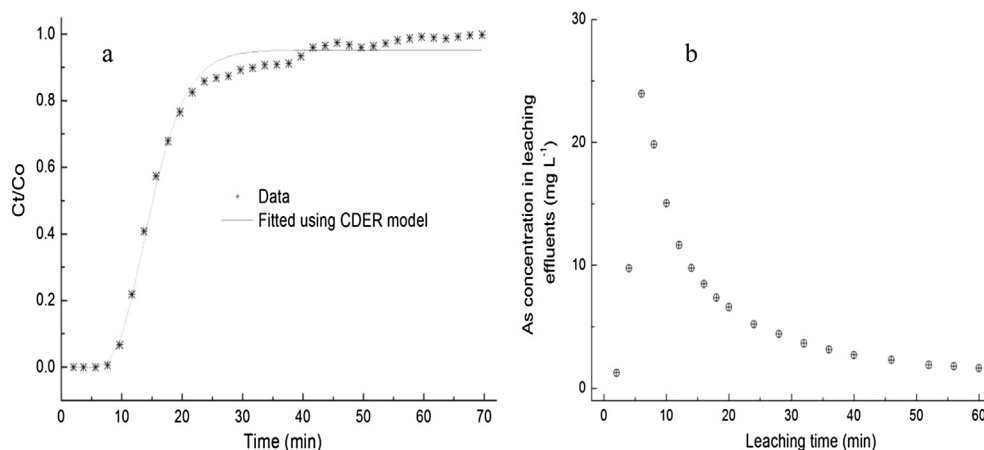 a
1.0
0.8
0.6
0.4
0.2
0.0
Ct/Co
Data
Fitted using CDER model
0 10 20 30 40 50 60 70
Time (min)
b
30
20
10
0
As concentration in leaching
effluents (mg L⁻¹)
0 10 20 30 40 50 60
Leaching time (min)